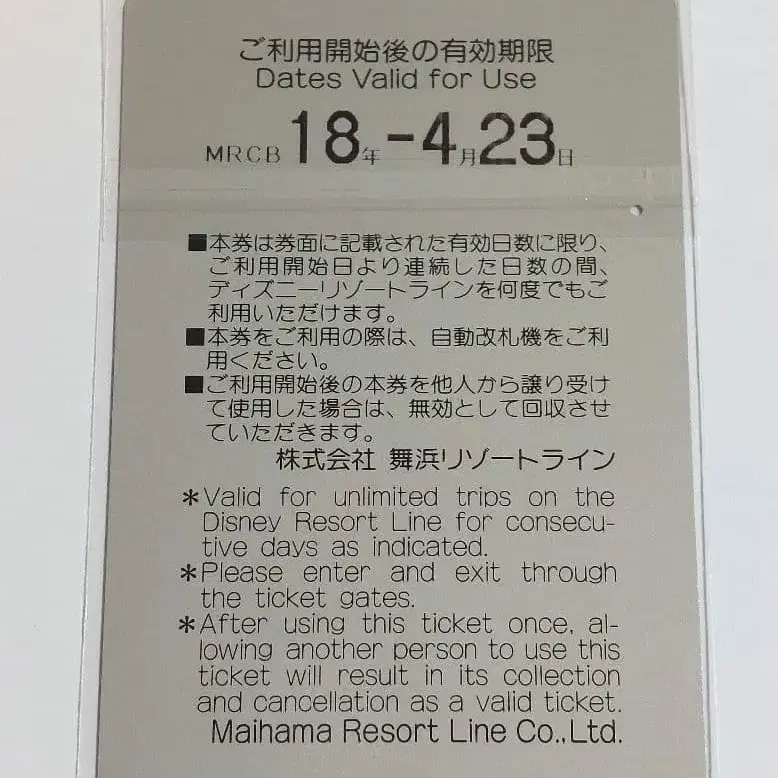 ご利用開始後の有効期限
Dates Valid for Use
MRCB 18年-4月23日
■本券は券面に記載された有効日数に限り、
ご利用開始日より連続した日数の間、
ディズニーリゾートラインを何度でもご
利用いただけます。
■本券をご利用の際は、自動改札機をご利
用ください。
■ご利用開始後の本券を他人から譲り受け
て使用した場合は、無効として回収させ
ていただきます。
株式会社 舞浜リゾートライン
*Valid for unlimited trips on the
Disney Resort Line for consecu-
tive days as indicated.
*Please enter and exit through
the ticket gates.
*After using this ticket once, al-
lowing another person to use this
ticket will result in its collection
and cancellation as a valid ticket.
Maihama Resort Line Co.,Ltd.